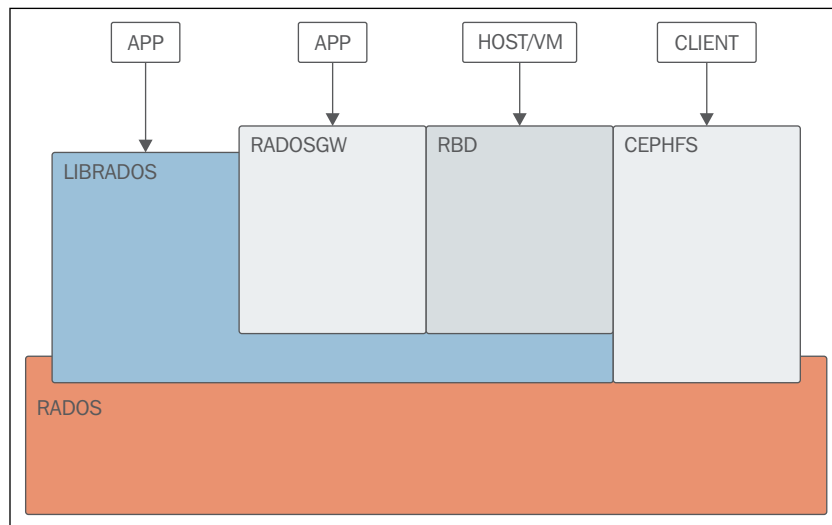 APP
APP
HOST/VM
CLIENT
LIBRADOS
RADOSGW
RBD
CEPHFS
RADOS